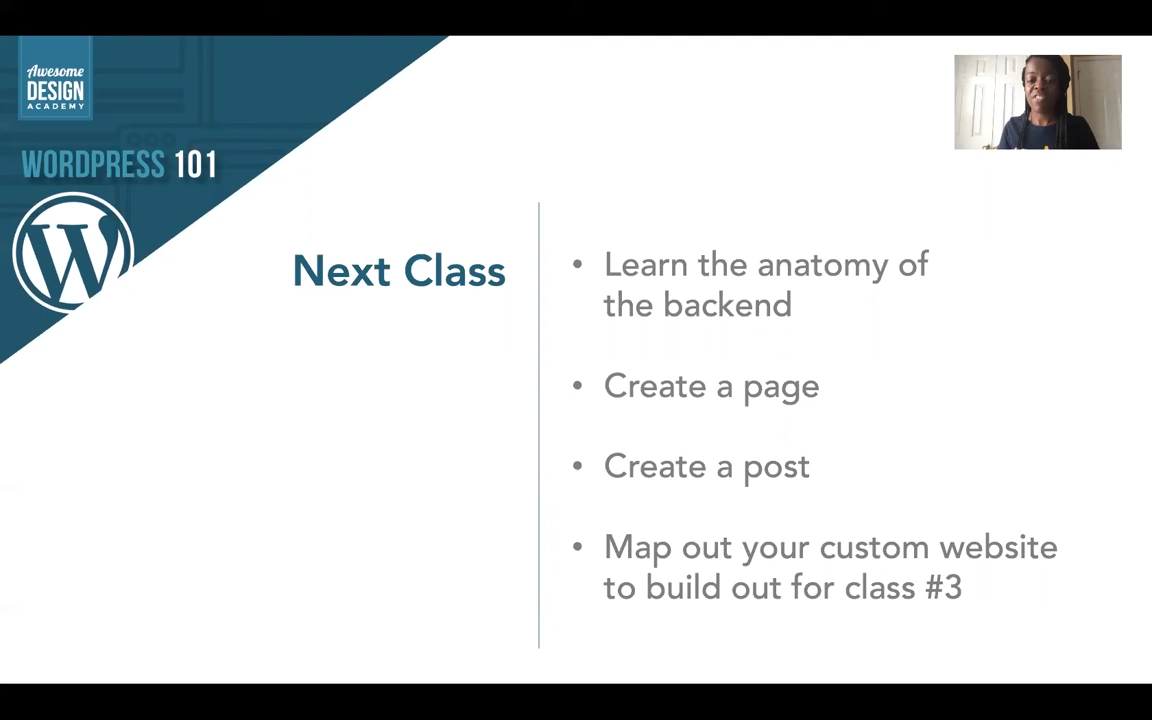 Awesome
DESIGN
ACADEMY
WORDPRESS 101
W
Next Class
• Learn the anatomy of
the backend
• Create a page
• Create a post
• Map out your custom website
to build out for class #3